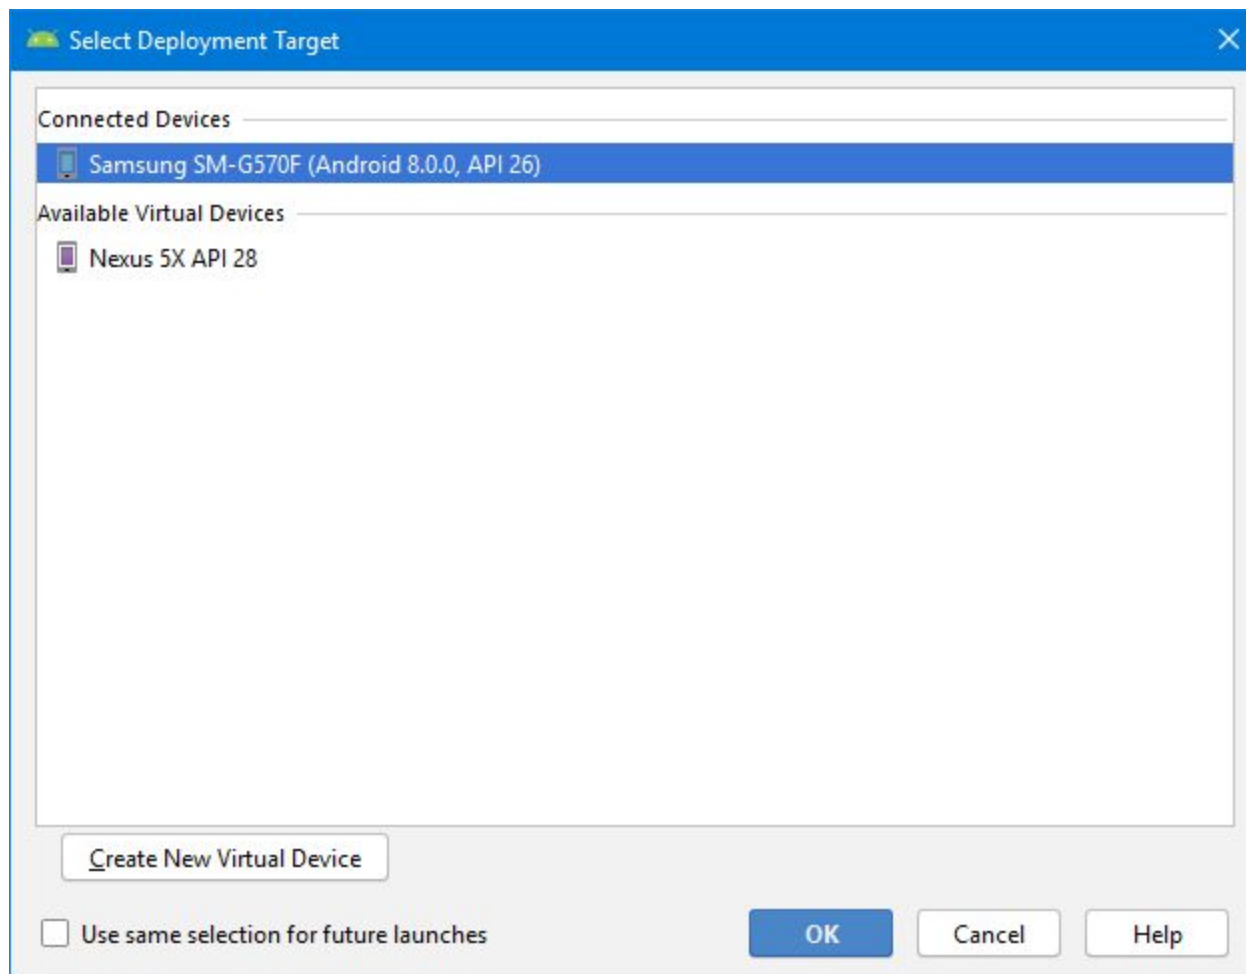 Select Deployment Target
Connected Devices
Samsung SM-G570F (Android 8.0.0, API 26)
Available Virtual Devices
Nexus 5X API 28
Create New Virtual Device
Use same selection for future launches
OK
Cancel
Help